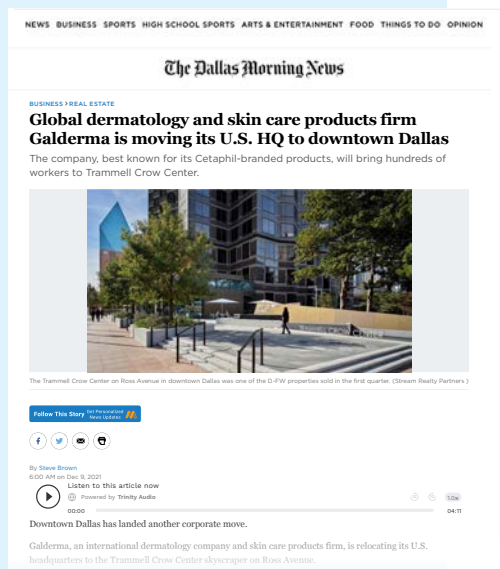 NEWS BUSINESS SPORTS HIGH SCHOOL SPORTS ARTS & ENTERTAINMENT FOOD THINGS TO DO OPINION
The Dallas Morning News
BUSINESS > REAL ESTATE
Global dermatology and skin care products firm
Galderma is moving its U.S. HQ to downtown Dallas
The company, best known for its Cetaphil-branded products, will bring hundreds of
workers to Trammell Crow Center.
The Trammell Crow Center on Ross Avenue in downtown Dallas was one of the D-FW properties sold in the first quarter. (Stream Realty Partners )
Follow This Story Get Personalized
News Updates
By Steve Brown
6:00 AM on Dec 9, 2021
Listen to this article now
Powered by Trinity Audio
00:00 04:11
1.0x
Downtown Dallas has landed another corporate move.
Galderma, an international dermatology company and skin care products firm, is relocating its U.S.
headquarters to the Trammell Crow Center skyscraper on Ross Avenue.